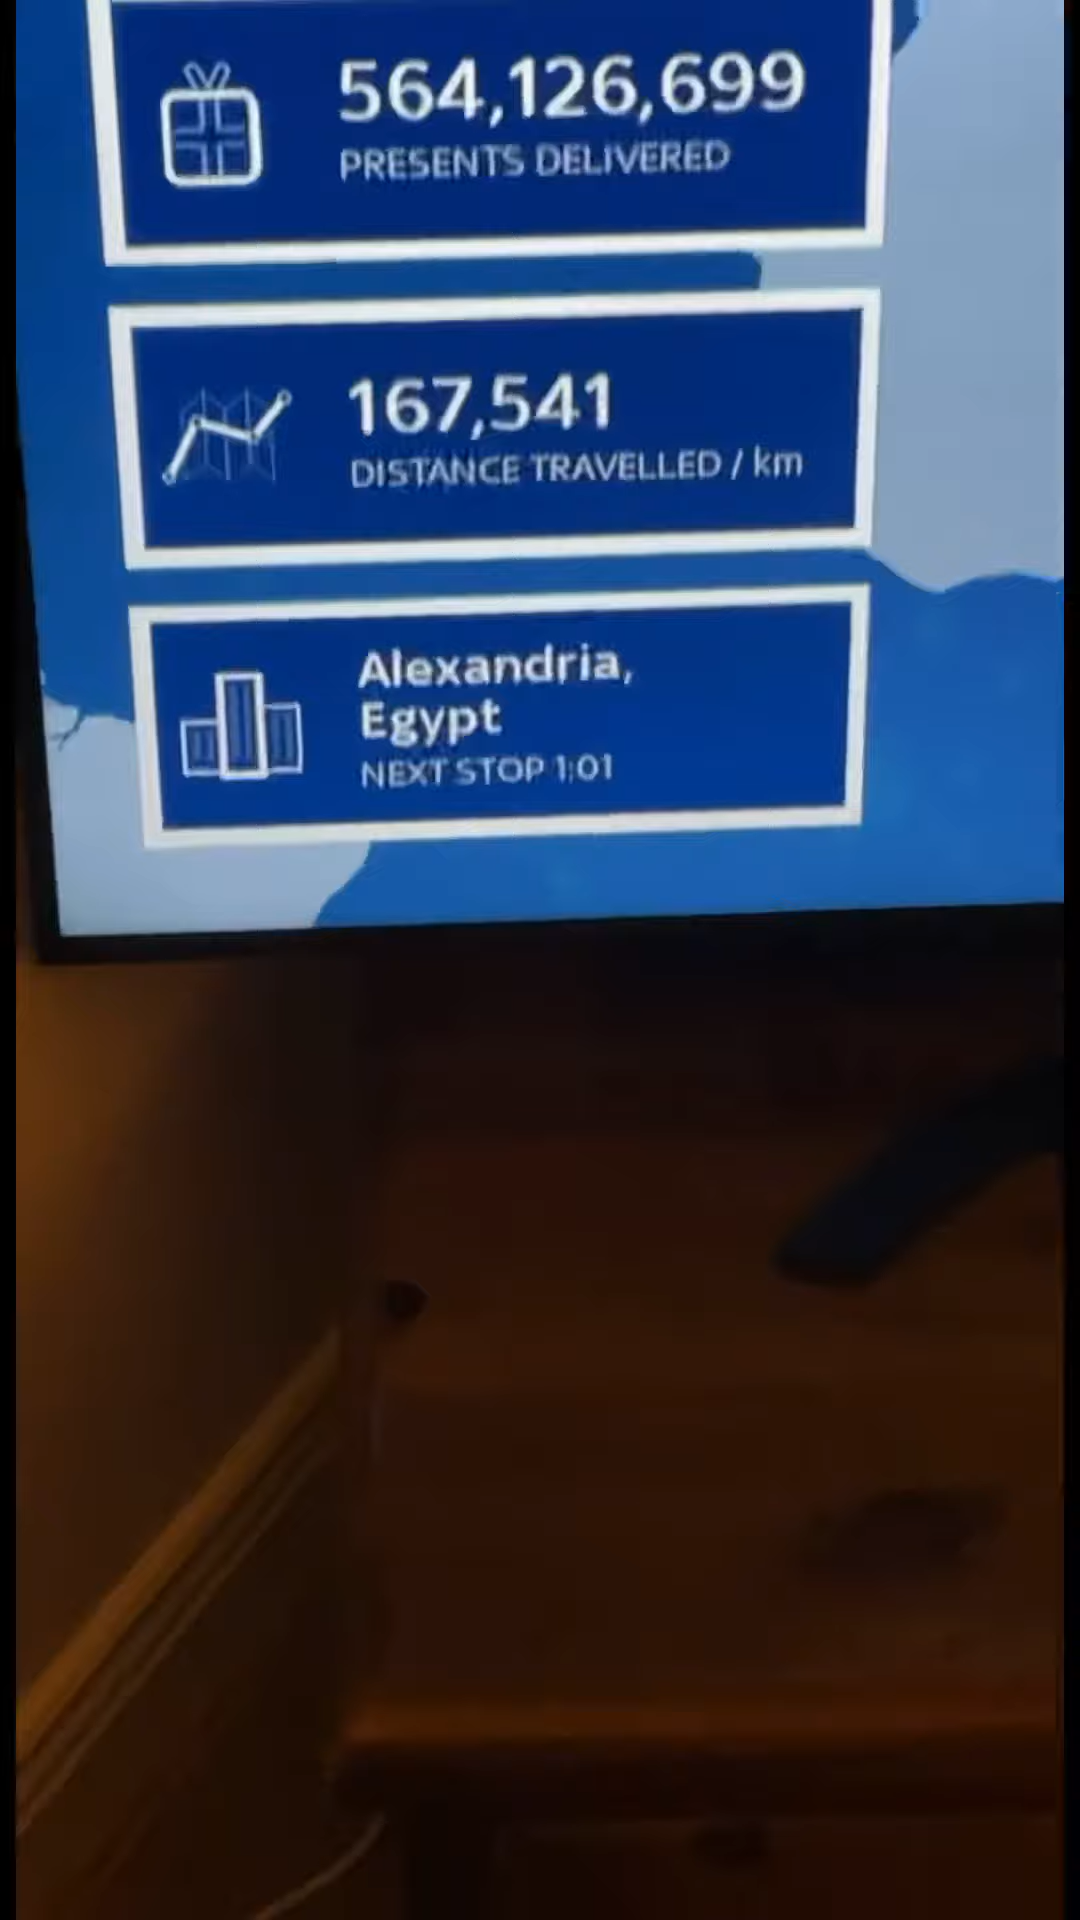 564,126,699
PRESENTS DELIVERED
167,541
DISTANCE TRAVELLED / km
Alexandria,
Egypt
NEXT STOP 1:01